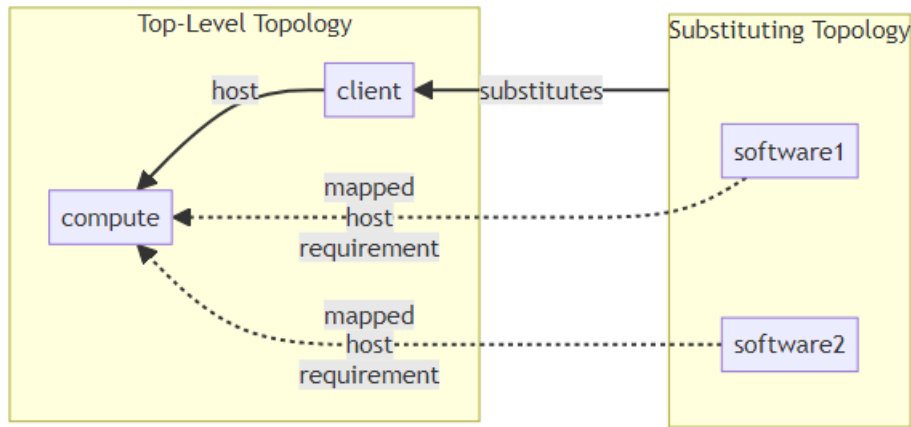 Top-Level Topology
Substituting Topology
host
client
substitutes
software1
mapped
host
requirement
compute
mapped
host
requirement
software2